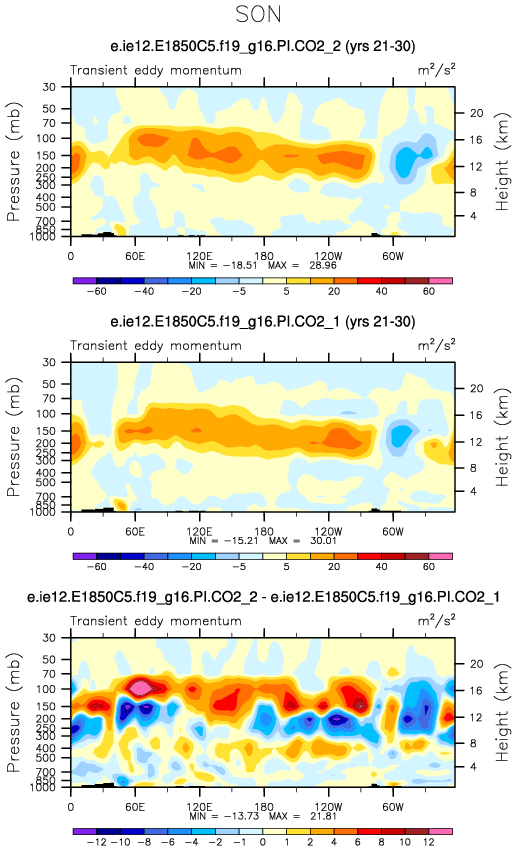 SON
e.ie12.E1850C5.f19_g16.PI.CO2_2 (yrs 21-30)
Transient eddy momentum m²/s²
Pressure (mb)
30
50
70
100
150
200
250
300
400
500
700
850
1000
Height (km)
20
16
12
8
4
0 60E 120E 180 120W 60W
MIN = -18.51 MAX = 28.96
-60 -40 -20 -5 5 20 40 60
e.ie12.E1850C5.f19_g16.PI.CO2_1 (yrs 21-30)
Transient eddy momentum m²/s²
Pressure (mb)
30
50
70
100
150
200
250
300
400
500
700
850
1000
Height (km)
20
16
12
8
4
0 60E 120E 180 120W 60W
MIN = -15.21 MAX = 30.01
-60 -40 -20 -5 5 10 20 40 60
e.ie12.E1850C5.f19_g16.PI.CO2_2 - e.ie12.E1850C5.f19_g16.PI.CO2_1
Transient eddy momentum m²/s²
Pressure (mb)
30
50
70
100
150
200
250
300
400
500
700
850
1000
Height (km)
20
16
12
8
4
0 60E 120E 180 120W 60W
MIN = -13.73 MAX = 21.81
-12 -10 -8 -6 -4 -2 -1 0 1 2 4 6 8 10 12